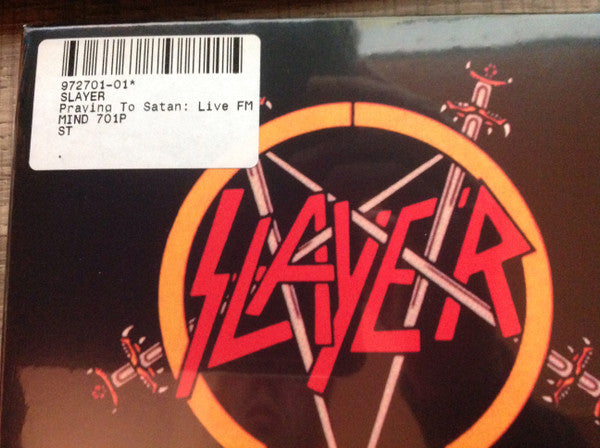 972701-01*
SLAYER
Praying To Satan: Live FM
MIND 701P
ST
SLAYER